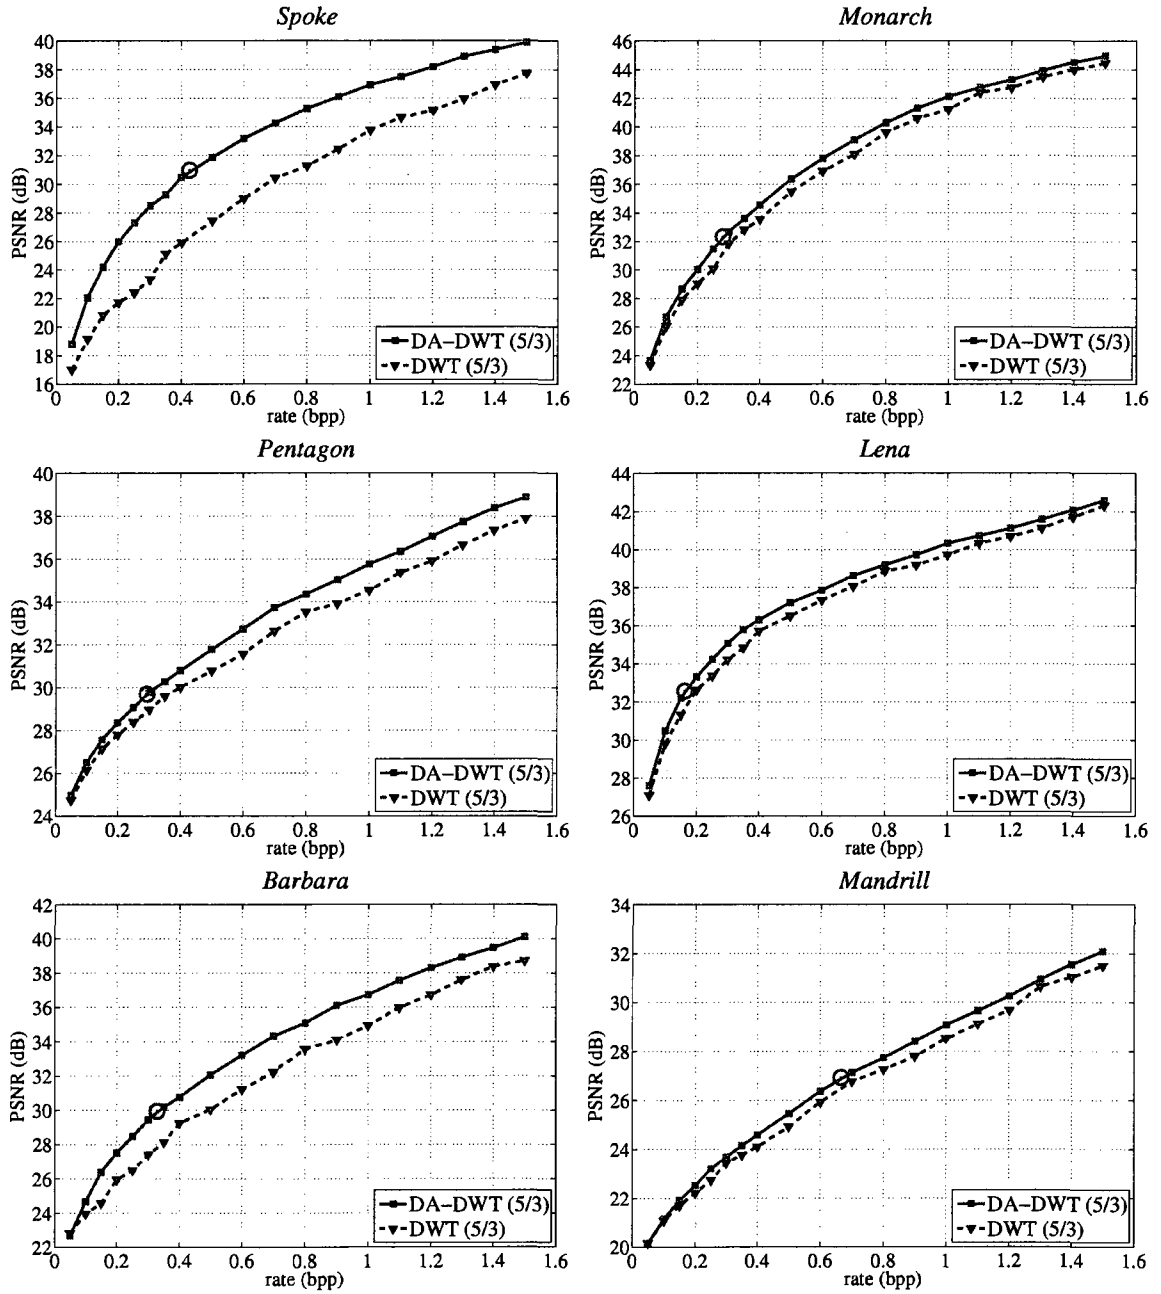 Spoke
40
38
36
34
32
30
28
26
24
22
20
18
16
PSNR (dB)
DA–DWT (5/3)
DWT (5/3)
0 0.2 0.4 0.6 0.8 1 1.2 1.4 1.6
rate (bpp)
Monarch
46
44
42
40
38
36
34
32
30
28
26
24
22
PSNR (dB)
DA–DWT (5/3)
DWT (5/3)
0 0.2 0.4 0.6 0.8 1 1.2 1.4 1.6
rate (bpp)
Pentagon
40
38
36
34
32
30
28
26
24
PSNR (dB)
DA–DWT (5/3)
DWT (5/3)
0 0.2 0.4 0.6 0.8 1 1.2 1.4 1.6
rate (bpp)
Lena
44
42
40
38
36
34
32
30
28
26
PSNR (dB)
DA–DWT (5/3)
DWT (5/3)
0 0.2 0.4 0.6 0.8 1 1.2 1.4 1.6
rate (bpp)
Barbara
42
40
38
36
34
32
30
28
26
24
22
PSNR (dB)
DA–DWT (5/3)
DWT (5/3)
0 0.2 0.4 0.6 0.8 1 1.2 1.4 1.6
rate (bpp)
Mandrill
34
32
30
28
26
24
22
20
PSNR (dB)
DA–DWT (5/3)
DWT (5/3)
0 0.2 0.4 0.6 0.8 1 1.2 1.4 1.6
rate (bpp)